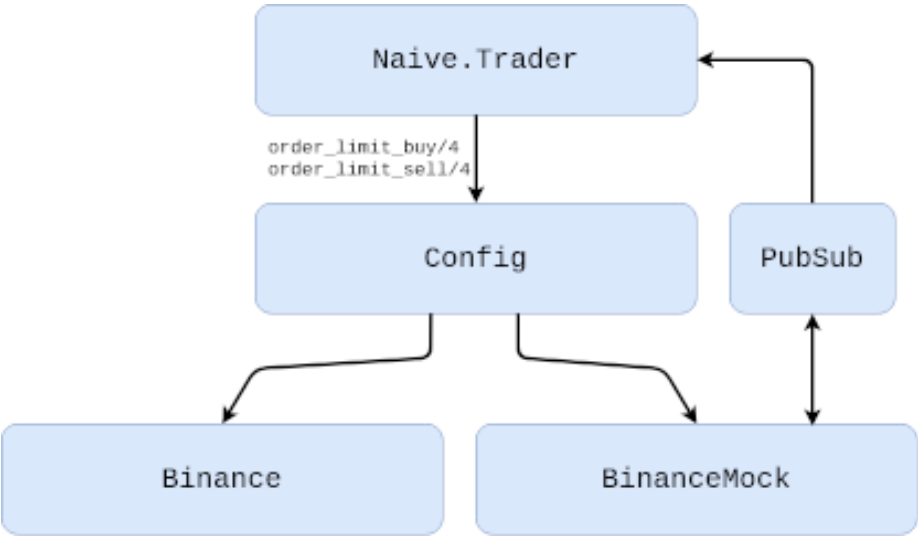 Naive.Trader
order_limit_buy/4
order_limit_sell/4
Config
PubSub
Binance
BinanceMock